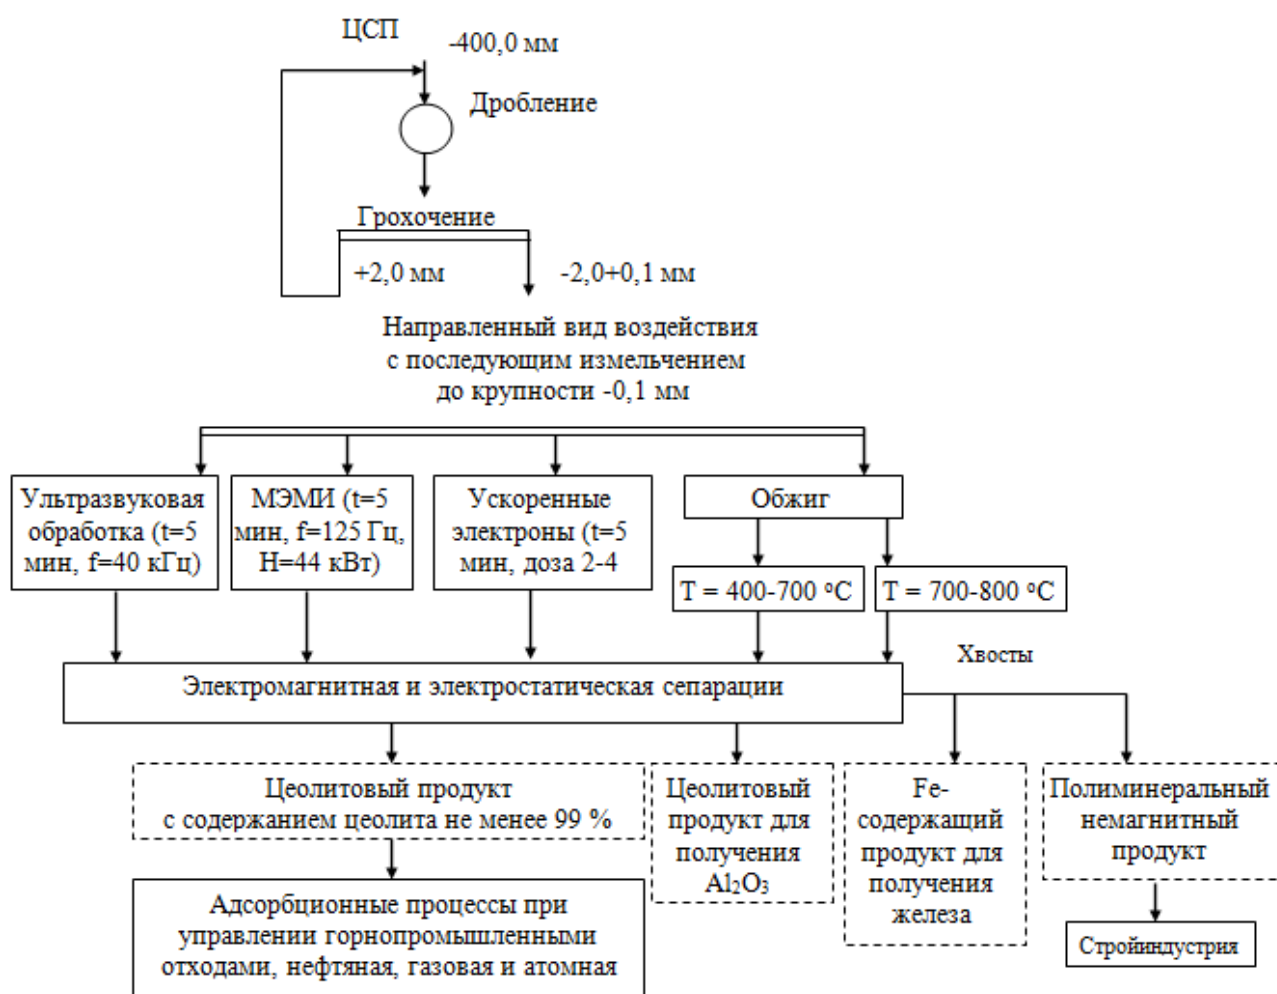 ЦСП
-400,0 мм
Дробление
Грохочение
+2,0 мм
-2,0+0,1 мм
Направленный вид воздействия
с последующим измельчением
до крупности -0,1 мм
Ультразвуковая
обработка (t=5
мин, f=40 кГц)
МЭМИ (t=5
мин, f=125 Гц,
H=44 кВт)
Ускоренные
электроны (t=5
мин, доза 2-4
Обжиг
T = 400-700 ᵒC
T = 700-800 ᵒC
Хвосты
Электромагнитная и электростатическая сепарации
Цеолитовый продукт
с содержанием цеолита не менее 99 %
Цеолитовый
продукт для
получения
Al₂O₃
Fe-
содержащий
продукт для
получения
железа
Полиминеральный
немагнитный
продукт
Адсорбционные процессы при
управлении горнопромышленными
отходами, нефтяная, газовая и атомная
Стройиндустрия